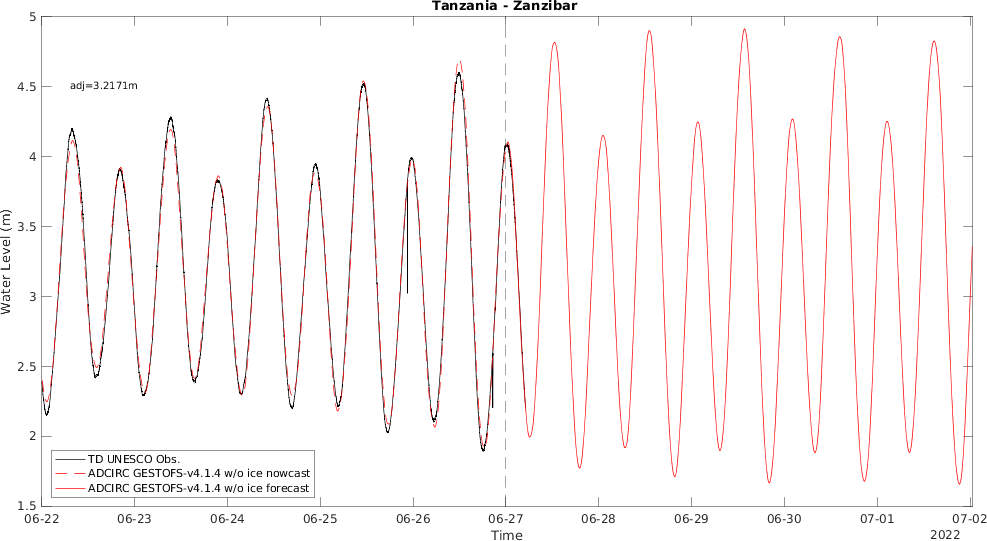 Tanzania - Zanzibar
5
adj=3.2171m
4.5
4
3.5
Water Level (m)
3
2.5
2
TD UNESCO Obs.
ADCIRC GESTOFS-v4.1.4 w/o ice nowcast
ADCIRC GESTOFS-v4.1.4 w/o ice forecast
1.5
06-22 06-23 06-24 06-25 06-26 06-27 06-28 06-29 06-30 07-01 07-02
Time
2022